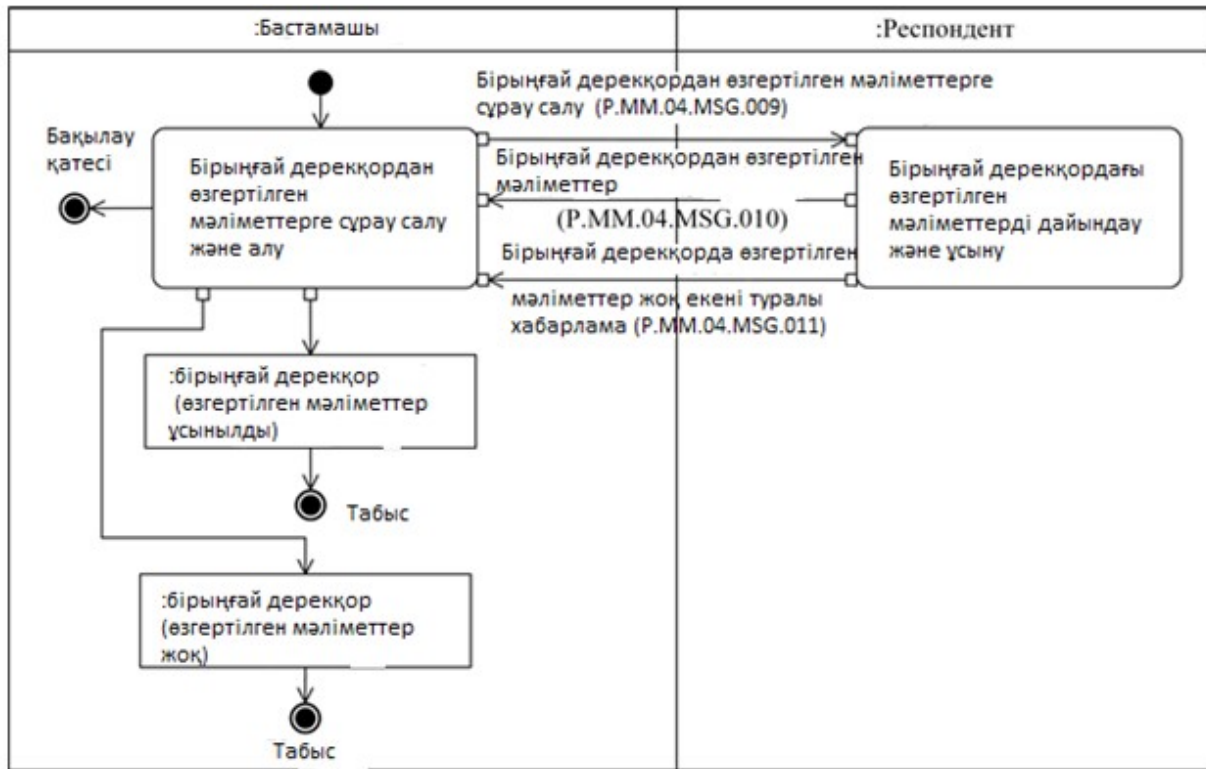 :Бастамашы
:Респондент
Бірыңғай дерекқордан өзгертілген мәліметтерге
сұрау салу (P.MM.04.MSG.009)
Бақылау
қатесі
Бірыңғай дерекқордан
өзгертілген
мәліметтерге сұрау салу
және алу
Бірыңғай дерекқордан өзгертілген
мәліметтер
(P.MM.04.MSG.010)
Бірыңғай дерекқорда өзгертілген
мәліметтер жоқ екені туралы
хабарлама (P.MM.04.MSG.011)
Бірыңғай дерекқордағы
өзгертілген
мәліметтерді дайындау
және ұсыну
:бірыңғай дерекқор
(өзгертілген мәліметтер
ұсынылды)
Табыс
:бірыңғай дерекқор
(өзгертілген мәліметтер
жоқ)
Табыс